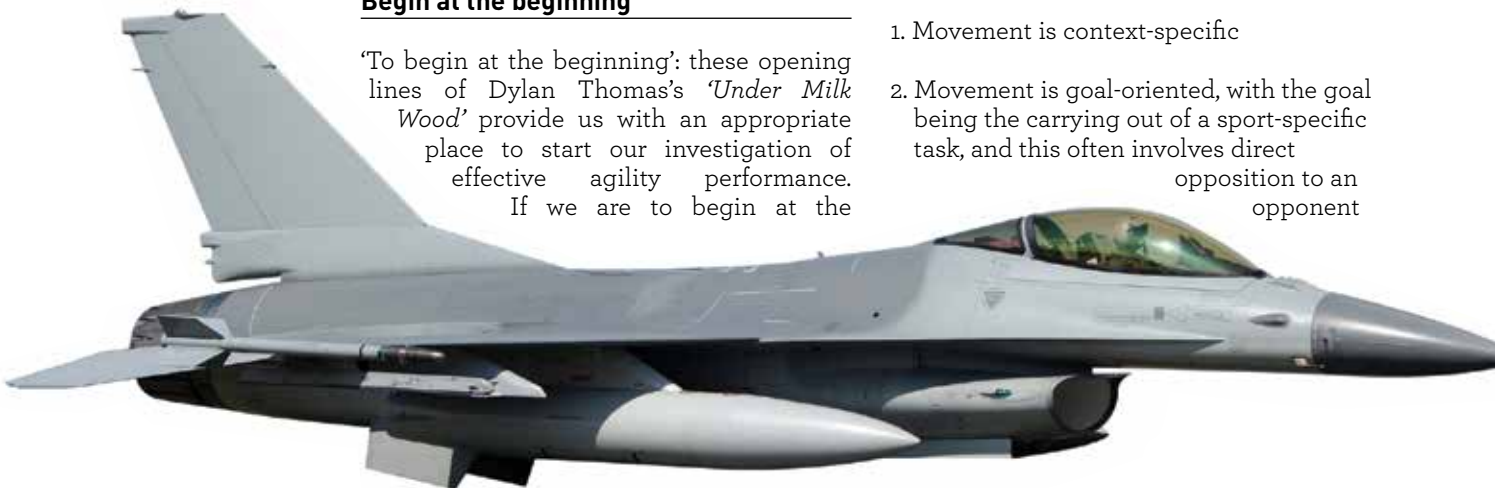 Begin at the beginning
‘To begin at the beginning’: these opening
lines of Dylan Thomas’s ‘Under Milk
Wood’ provide us with an appropriate
place to start our investigation of
effective agility performance.
If we are to begin at the
1. Movement is context-specific
2. Movement is goal-oriented, with the goal
being the carrying out of a sport-specific
task, and this often involves direct
opposition to an
opponent